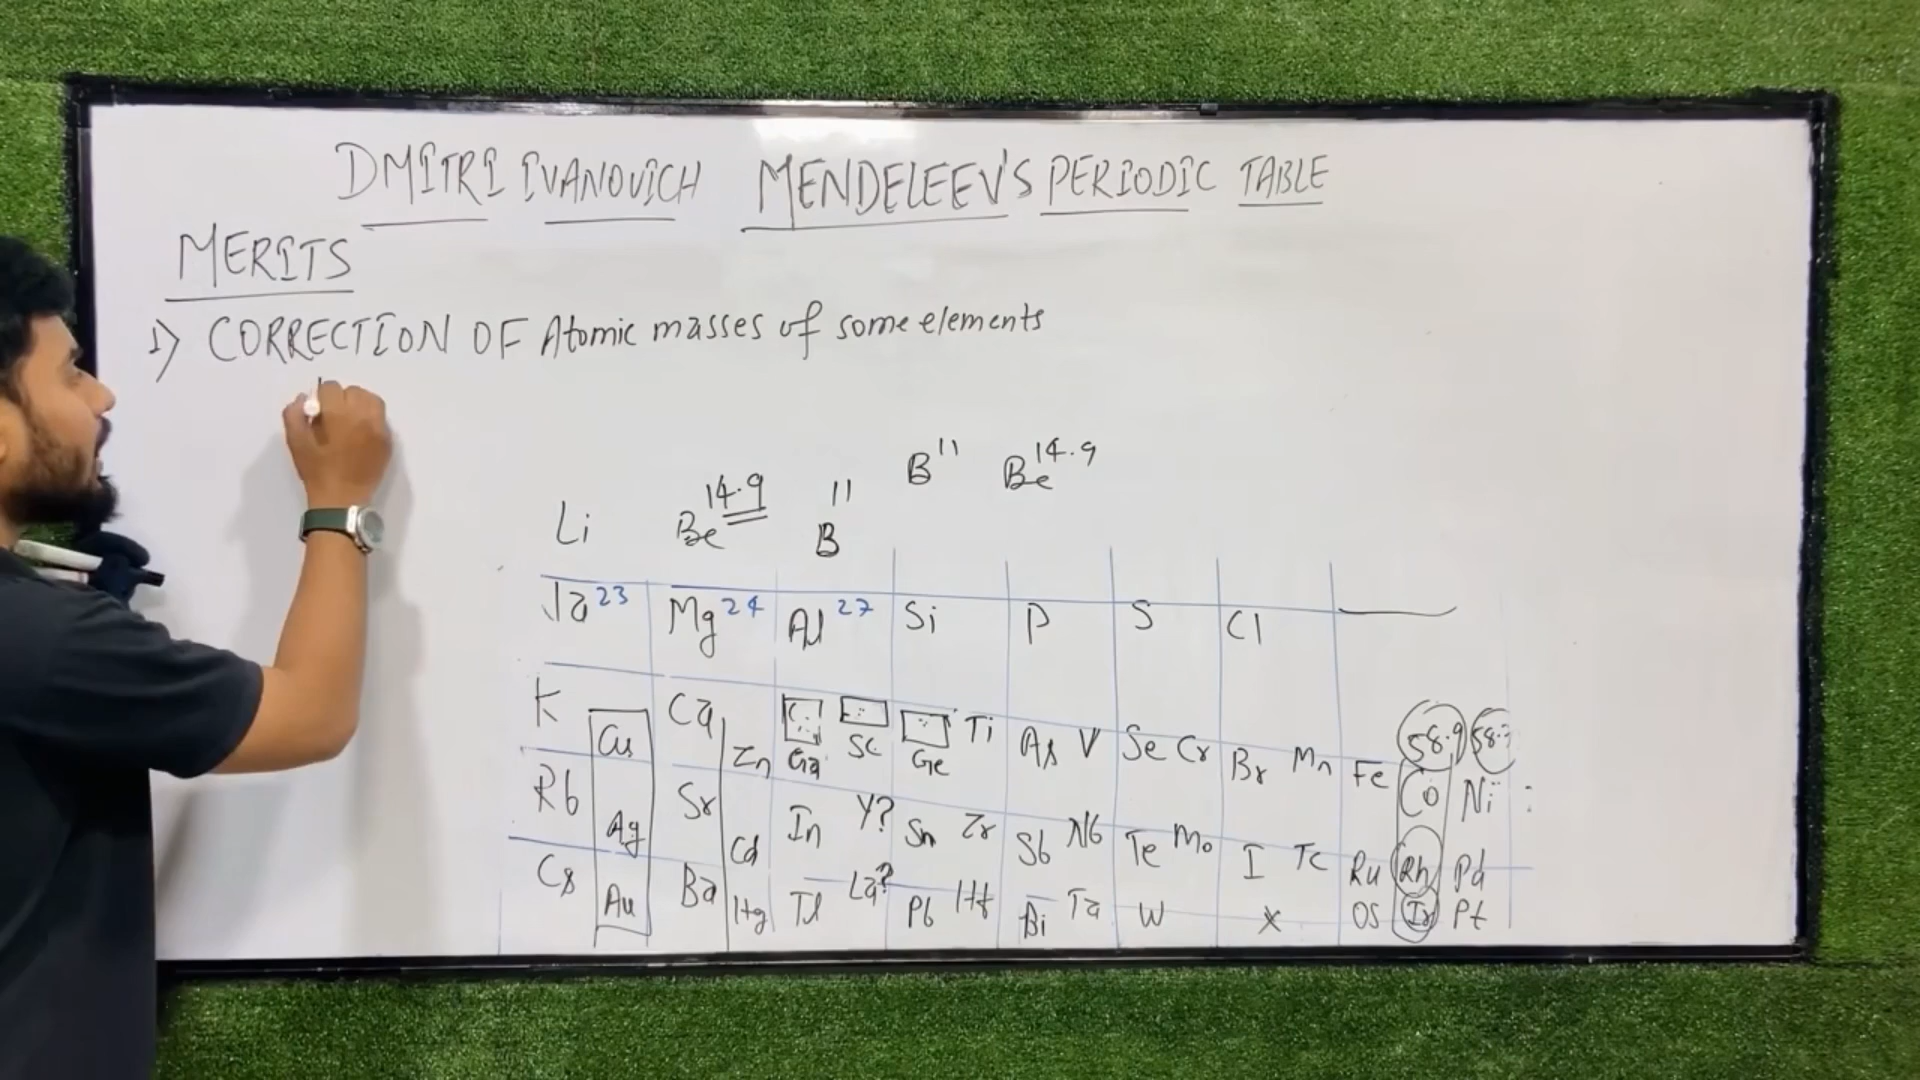 DMITRI IVANOVICH MENDELEEV'S PERIODIC TABLE
MERITS
1) CORRECTION OF Atomic masses of some elements
B 11 Be 14.9
Li Be 14.9 B 11
Na 23 Mg 24 Al 27 Si P S Cl
58.9 58.7
K Cu Ca Zn Ga Sc Ge Ti As V Se Cr Br Mn Fe Co Ni
Rb Ag Sr Cd In Y? Sn Zr Sb Nb Te Mo I Tc Ru Rh Pd
Cs Au Ba Hg Tl La? Pb Hf Bi Ta W X Os Ir Pt